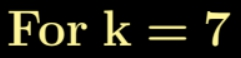 For k = 7